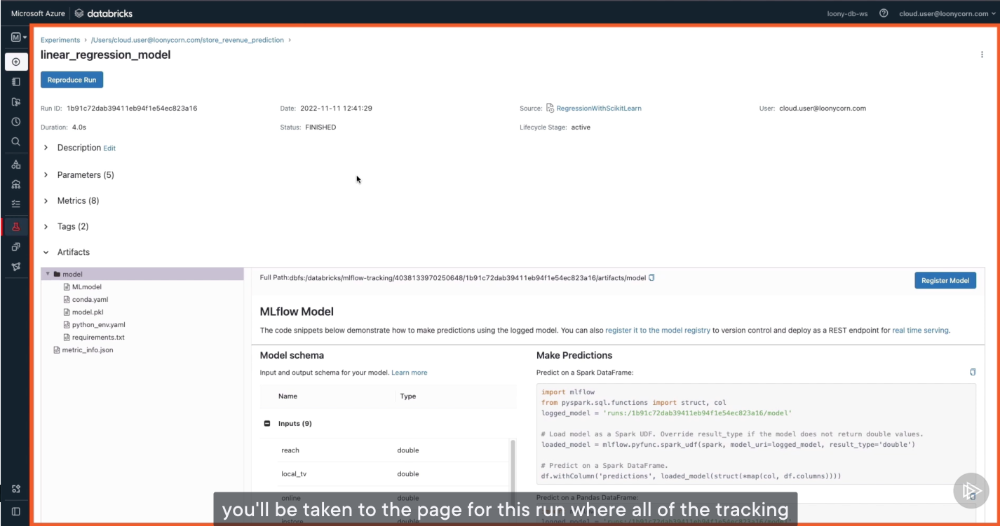 Microsoft Azure databricks loony-db-ws cloud.user@loonycorn.com
M
Experiments › /Users/cloud.user@loonycorn.com/store_revenue_prediction ›
linear_regression_model
Reproduce Run
Run ID: 1b91c72dab39411eb94f1e54ec823a16 Date: 2022-11-11 12:41:29 Source: RegressionWithScikitLearn User: cloud.user@loonycorn.com
Duration: 4.0s Status: FINISHED Lifecycle Stage: active
Description Edit
Parameters (5)
Metrics (8)
Tags (2)
Artifacts
model
MLmodel
conda.yaml
model.pkl
python_env.yaml
requirements.txt
metric_info.json
Full Path:dbfs:/databricks/mlflow-tracking/4038133970250648/1b91c72dab39411eb94f1e54ec823a16/artifacts/model
Register Model
MLflow Model
The code snippets below demonstrate how to make predictions using the logged model. You can also register it to the model registry to version control and deploy as a REST endpoint for real time serving.
Model schema
Input and output schema for your model. Learn more
Name Type
Inputs (9)
reach double
local_tv double
online double
instore
Make Predictions
Predict on a Spark DataFrame:
import mlflow
from pyspark.sql.functions import struct, col
logged_model = 'runs:/1b91c72dab39411eb94f1e54ec823a16/model'
# Load model as a Spark UDF. Override result_type if the model does not return double values.
loaded_model = mlflow.pyfunc.spark_udf(spark, model_uri=logged_model, result_type='double')
# Predict on a Spark DataFrame.
df.withColumn('predictions', loaded_model(struct(*map(col, df.columns))))
Predict on a Pandas DataFrame:
you'll be taken to the page for this run where all of the tracking